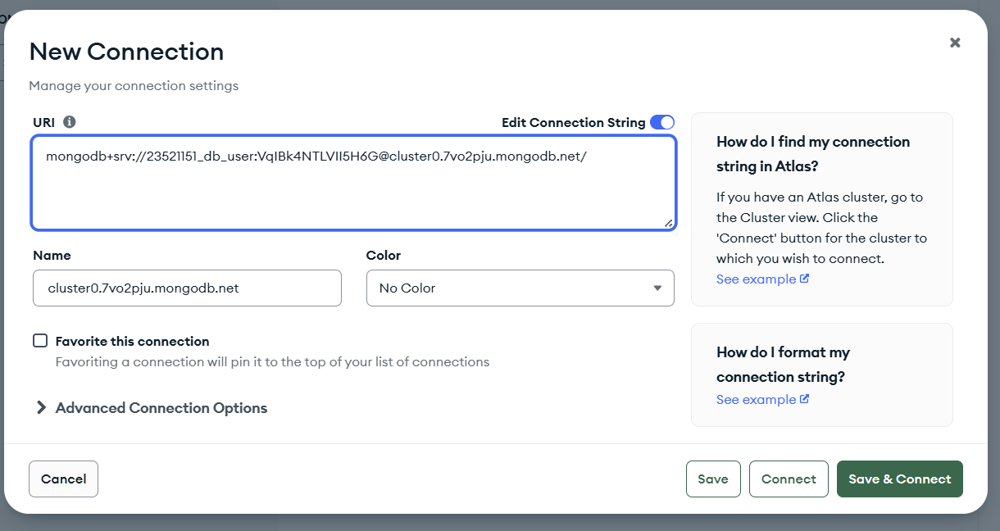 New Connection
Manage your connection settings
URI
Edit Connection String
mongodb+srv://23521151_db_user:VqIBk4NTLVII5H6G@cluster0.7vo2pju.mongodb.net/
Name
Color
cluster0.7vo2pju.mongodb.net
No Color
Favorite this connection
Favoriting a connection will pin it to the top of your list of connections
Advanced Connection Options
How do I find my connection
string in Atlas?
If you have an Atlas cluster, go to
the Cluster view. Click the
'Connect' button for the cluster to
which you wish to connect.
See example
How do I format my
connection string?
See example
Cancel
Save
Connect
Save & Connect